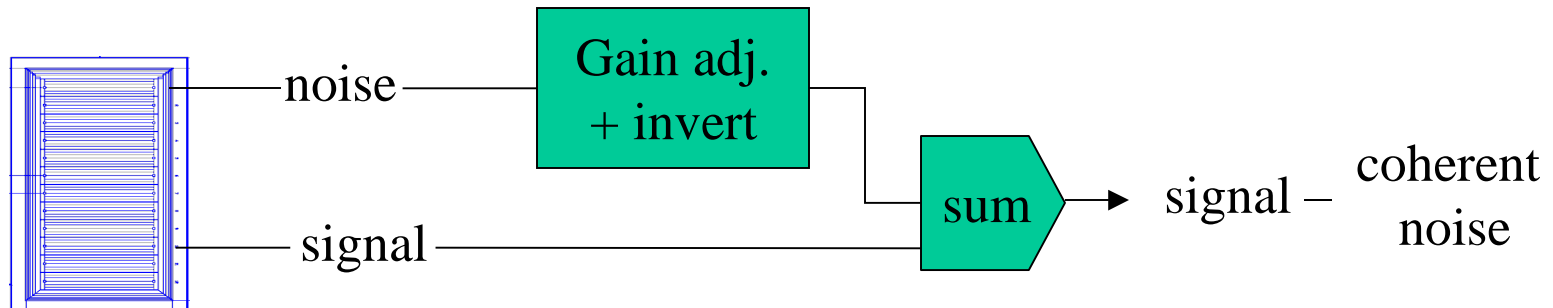 noise
Gain adj.
+ invert
signal
sum
signal –
coherent
noise